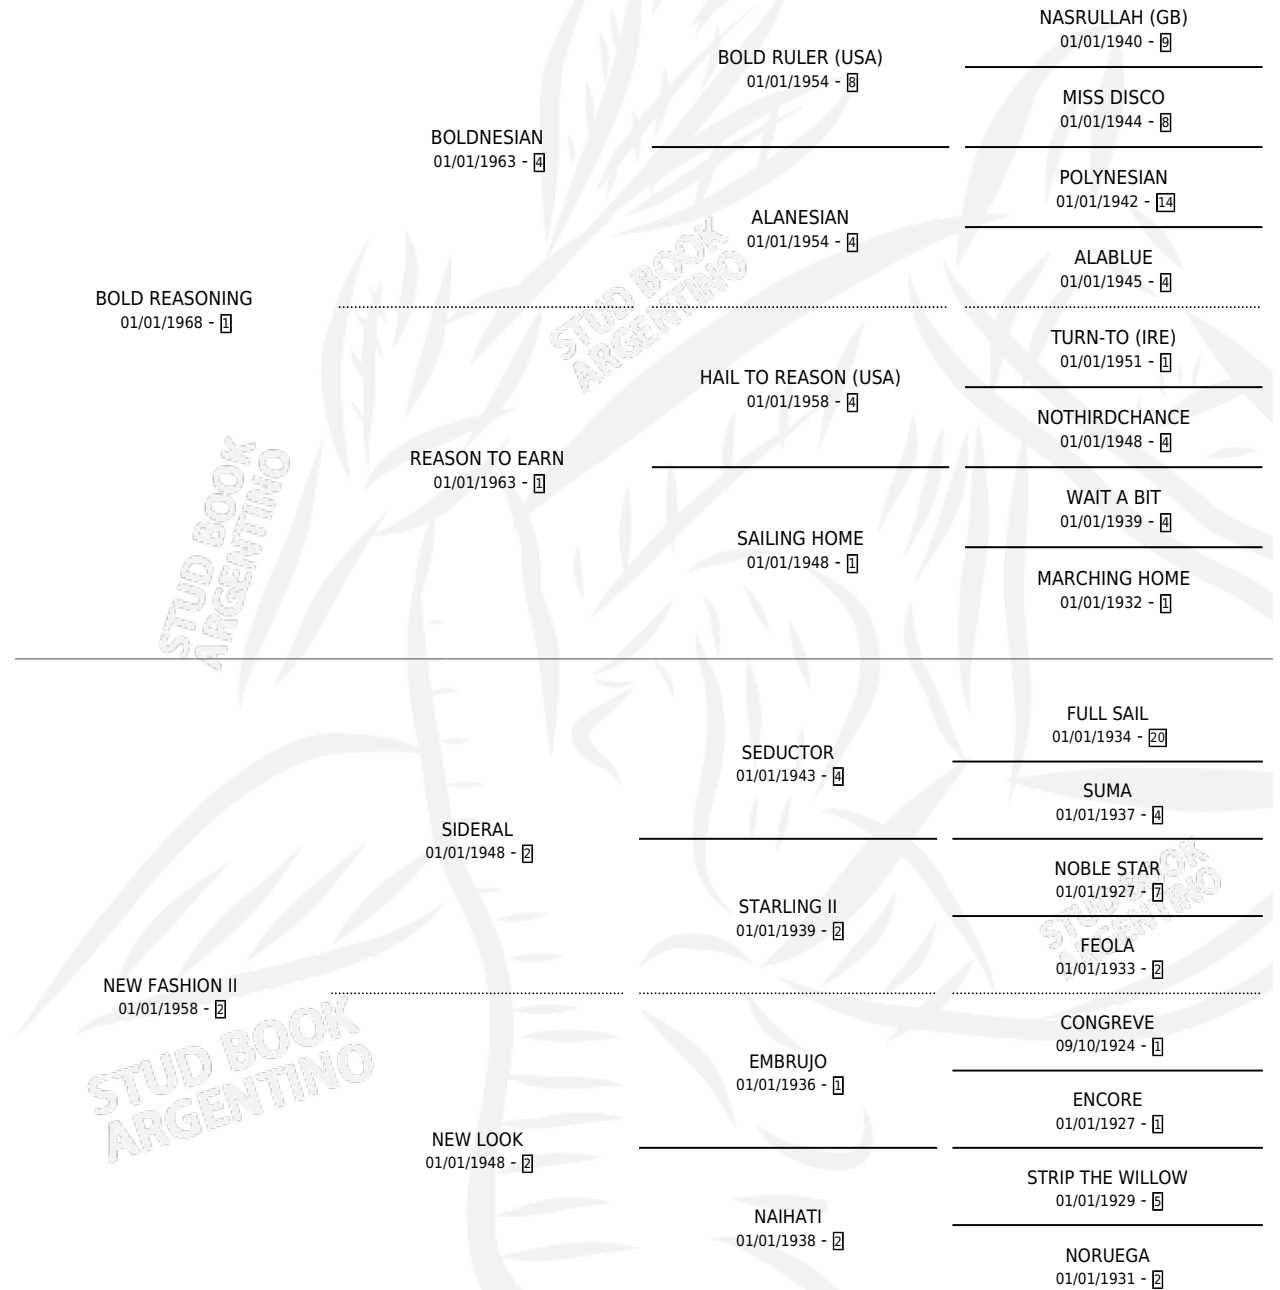 NASRULLAH (GB)
01/01/1940 - 9
BOLD RULER (USA)
01/01/1954 - 8
MISS DISCO
01/01/1944 - 8
BOLDNESIAN
01/01/1963 - 4
POLYNESIAN
01/01/1942 - 14
ALANESIAN
01/01/1954 - 4
ALABLUE
01/01/1945 - 4
BOLD REASONING
01/01/1968 - 1
TURN-TO (IRE)
01/01/1951 - 1
HAIL TO REASON (USA)
01/01/1958 - 4
NOTHIRDCHANCE
01/01/1948 - 4
REASON TO EARN
01/01/1963 - 1
WAIT A BIT
01/01/1939 - 4
SAILING HOME
01/01/1948 - 1
MARCHING HOME
01/01/1932 - 1
FULL SAIL
01/01/1934 - 20
SEDUCTOR
01/01/1943 - 4
SUMA
01/01/1937 - 4
SIDERAL
01/01/1948 - 2
NOBLE STAR
01/01/1927 - 7
STARLING II
01/01/1939 - 2
FEOLA
01/01/1933 - 2
NEW FASHION II
01/01/1958 - 2
CONGREVE
09/10/1924 - 1
EMBRUJO
01/01/1936 - 1
ENCORE
01/01/1927 - 1
NEW LOOK
01/01/1948 - 2
STRIP THE WILLOW
01/01/1929 - 5
NAIHATI
01/01/1938 - 2
NORUEGA
01/01/1931 - 2
STUD BOOK
ARGENTINO
STUD BOOK
ARGENTINO
STUD BOOK
ARGENTINO
STUD BOOK
ARGENTINO